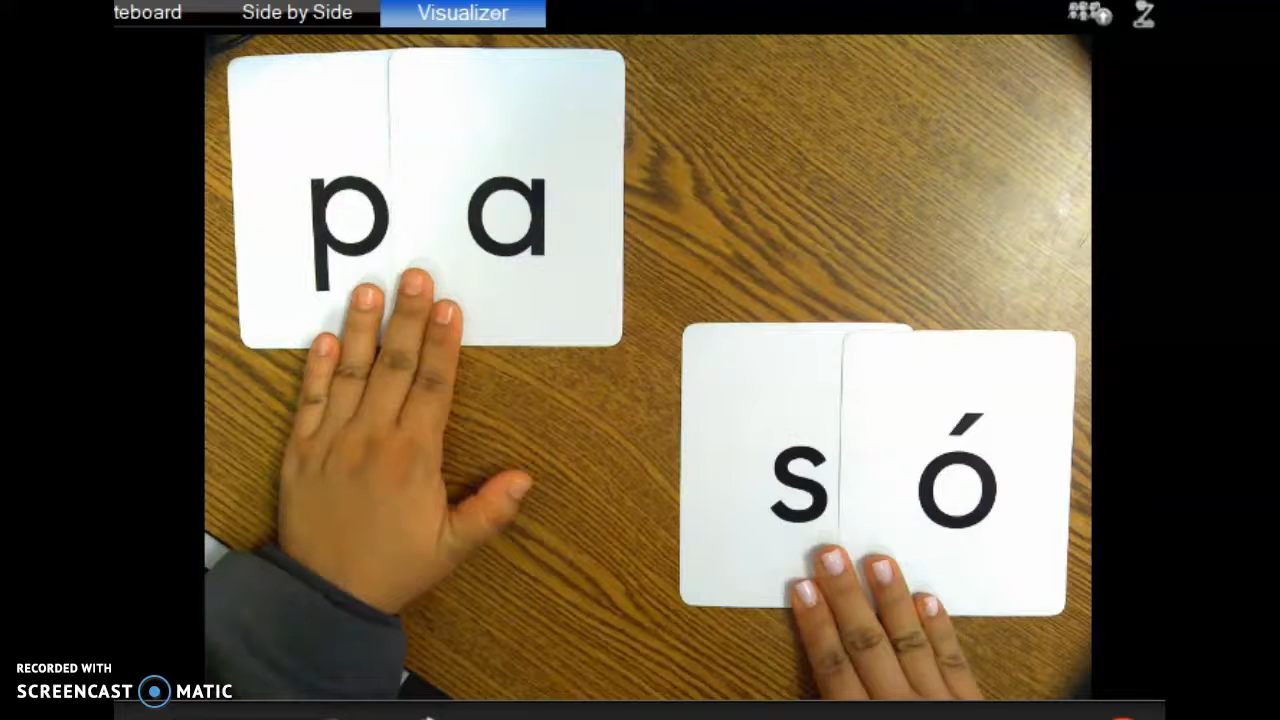 teboard Side by Side Visualizer
p a
s ó
RECORDED WITH
SCREENCAST MATIC